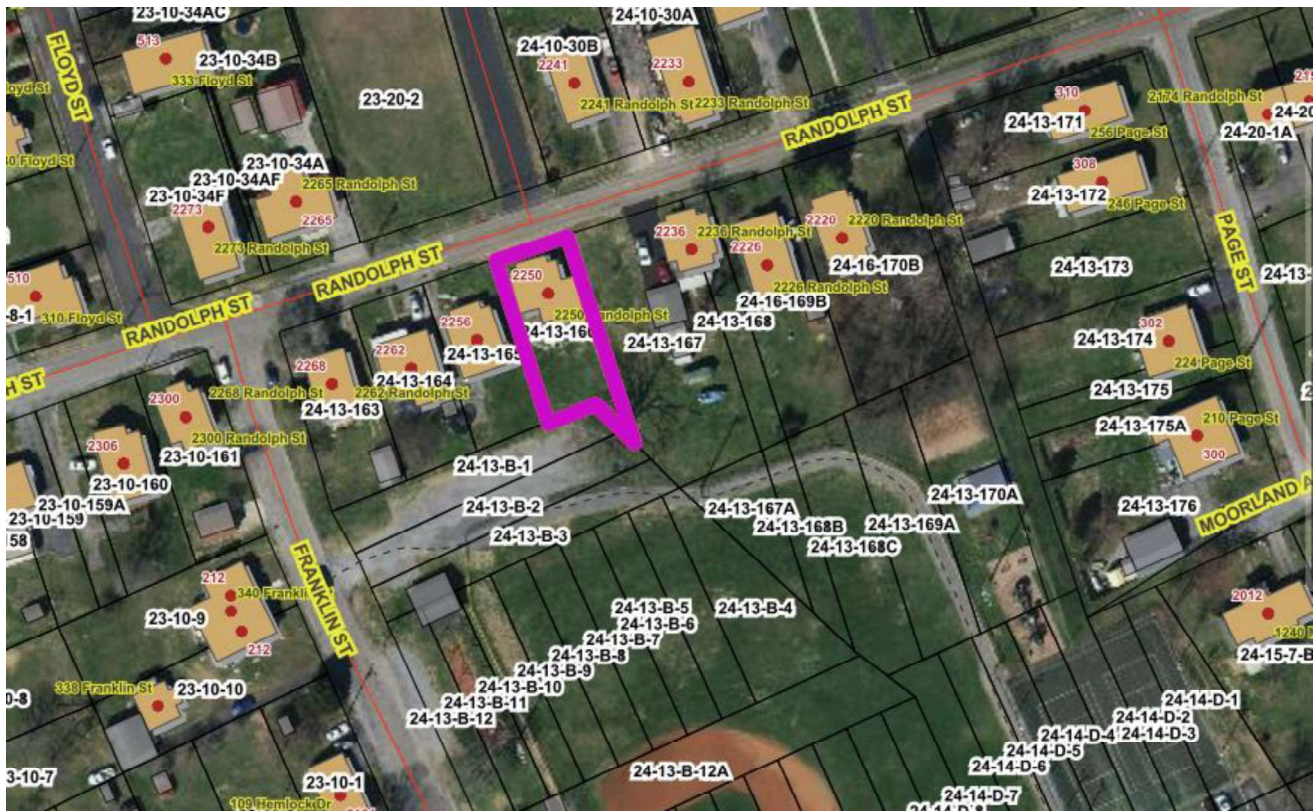 23-10-34AC
24-10-30A
FLOYD ST
513
23-10-34B
333 Floyd St
24-10-30B
2241
2233
310
2174 Randolph St
23-20-2
2241 Randolph St
2233 Randolph St
RANDOLPH ST
24-13-171
256 Page St
24-20-1A
23-10-34A
23-10-34AF
2265 Randolph St
23-10-34F
2273
2265
2273 Randolph St
308
24-13-172
246 Page St
2236
2236 Randolph St
2220
2220 Randolph St
2226
PAGE ST
24-13-173
24-16-170B
2226 Randolph St
24-16-169B
510
310 Floyd St
RANDOLPH ST
RANDOLPH ST
2250
2250 Randolph St
24-13-168
24-13-167
302
24-13-174
224 Page St
2256
24-13-165
2262
24-13-164
2262 Randolph St
2268
2268 Randolph St
24-13-163
24-13-175
210 Page St
24-13-175A
300
2300
2300 Randolph St
23-10-161
2306
23-10-160
23-10-159A
23-10-159
24-13-B-1
24-13-B-2
24-13-B-3
24-13-170A
24-13-176
24-13-167A
24-13-168B
24-13-169A
24-13-168C
FRANKLIN ST
212
23-10-9
212
338 Franklin St
23-10-10
24-13-B-4
24-13-B-5
24-13-B-6
24-13-B-7
24-13-B-8
24-13-B-9
24-13-B-10
24-13-B-11
24-13-B-12
2012
24-15-7-B
24-14-D-1
24-14-D-2
24-14-D-3
24-14-D-4
24-14-D-5
24-14-D-6
24-14-D-7
24-13-B-12A
23-10-1
109 Hemlock Dr